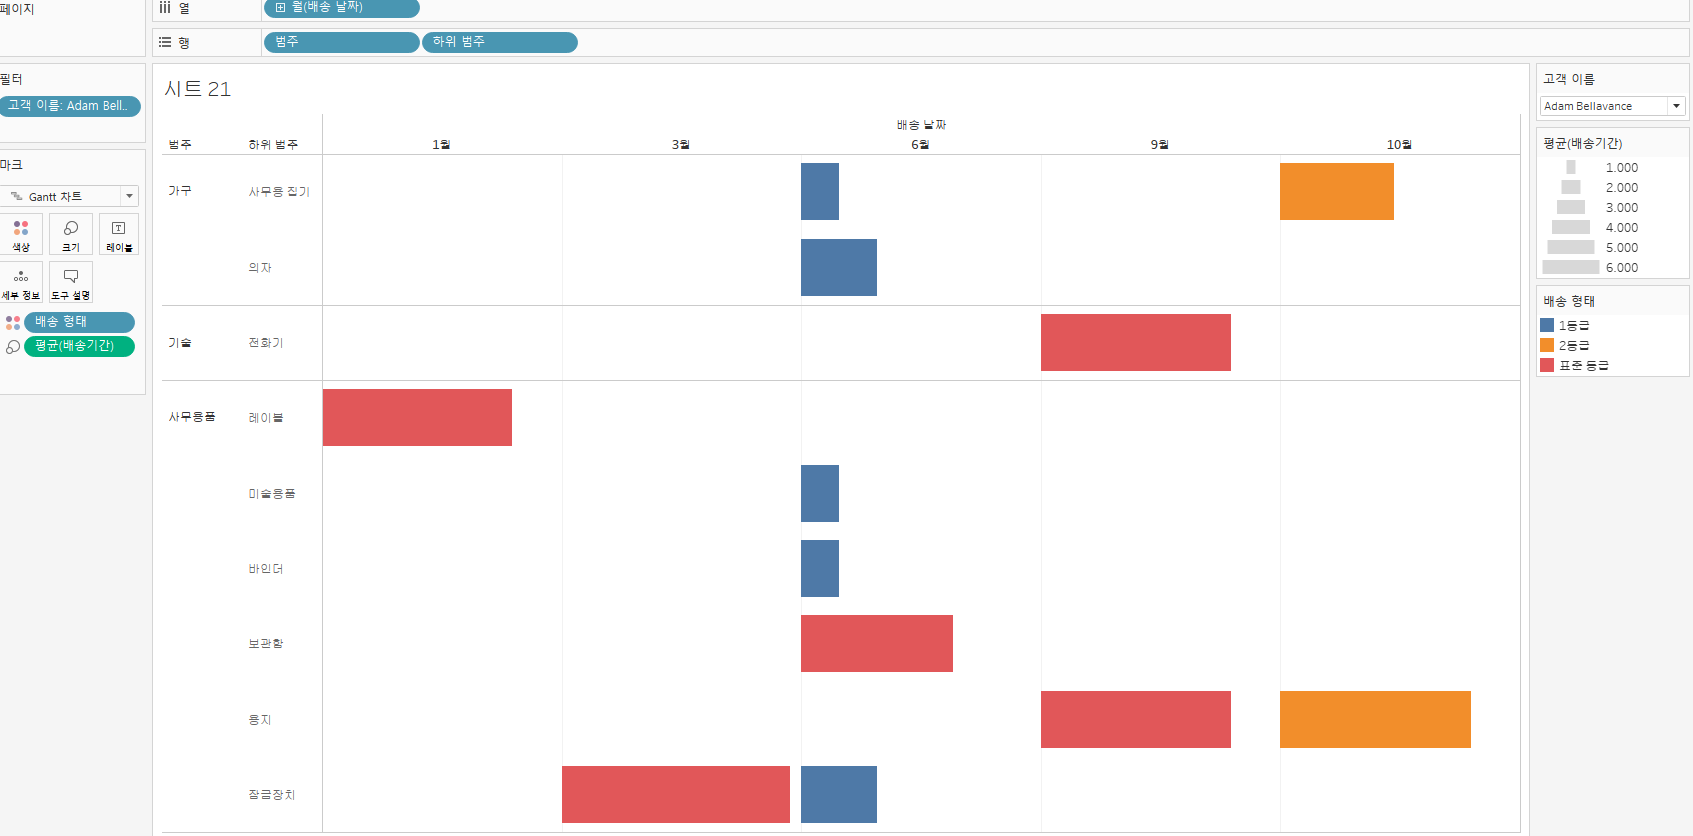 페이지
열
월(배송 날짜)
행
범주
하위 범주
필터
고객 이름: Adam Bell..
마크
Gantt 차트
색상
크기
레이블
세부 정보
도구 설명
배송 형태
평균(배송기간)
시트 21
배송 날짜
범주
하위 범주
1월
3월
6월
9월
10월
가구
사무용 집기
의자
기술
전화기
사무용품
레이블
미술용품
바인더
보관함
용지
잠금장치
고객 이름
Adam Bellavance
평균(배송기간)
1.000
2.000
3.000
4.000
5.000
6.000
배송 형태
1등급
2등급
표준 등급